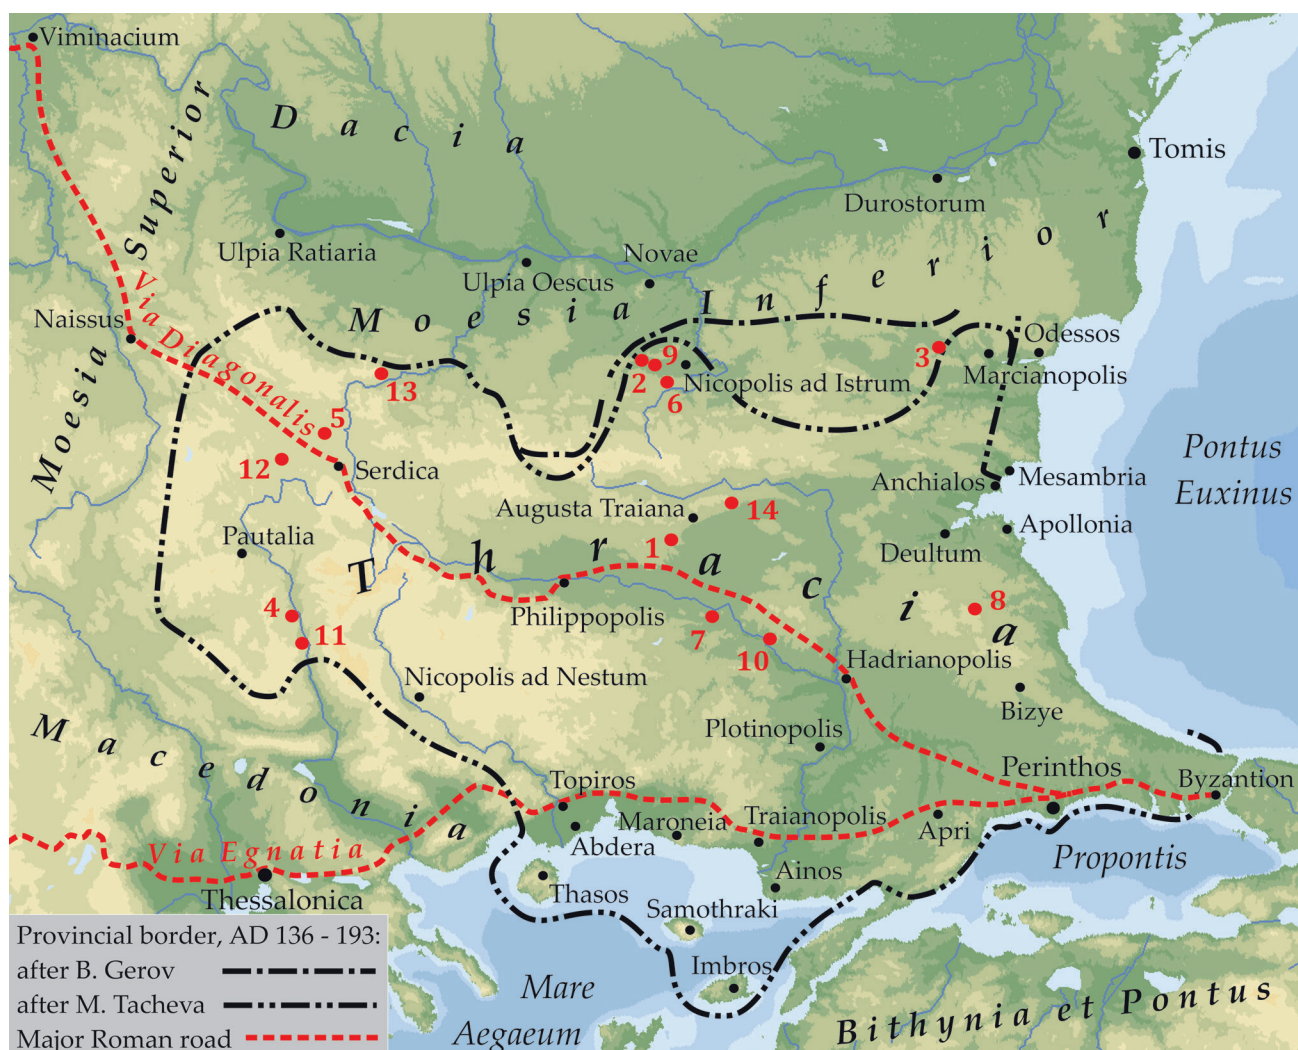 Viminacium
Dacia
Tomis
Moesia Superior
Durostorum
Ulpia Ratiaria
Ulpia Oescus
Novae
Moesia Inferior
Naissus
Via Diagonalis
Odessos
Marcianopolis
3
9
2
6
Nicopolis ad Istrum
13
5
12
Serdica
Pontus
Euxinus
Anchialos
Mesambria
Augusta Traiana
14
Apollonia
Deultum
Pautalia
1
Thracia
Philippopolis
8
4
11
7
10
Hadrianopolis
Nicopolis ad Nestum
Bizye
Plotinopolis
Macedonia
Perinthos
Byzantion
Topiros
Maroneia
Traianopolis
Apri
Abdera
Via Egnatia
Propontis
Ainos
Thasos
Thessalonica
Samothraki
Imbros
Mare
Aegaeum
Bithynia et Pontus
Provincial border, AD 136 - 193:
after B. Gerov
after M. Tacheva
Major Roman road